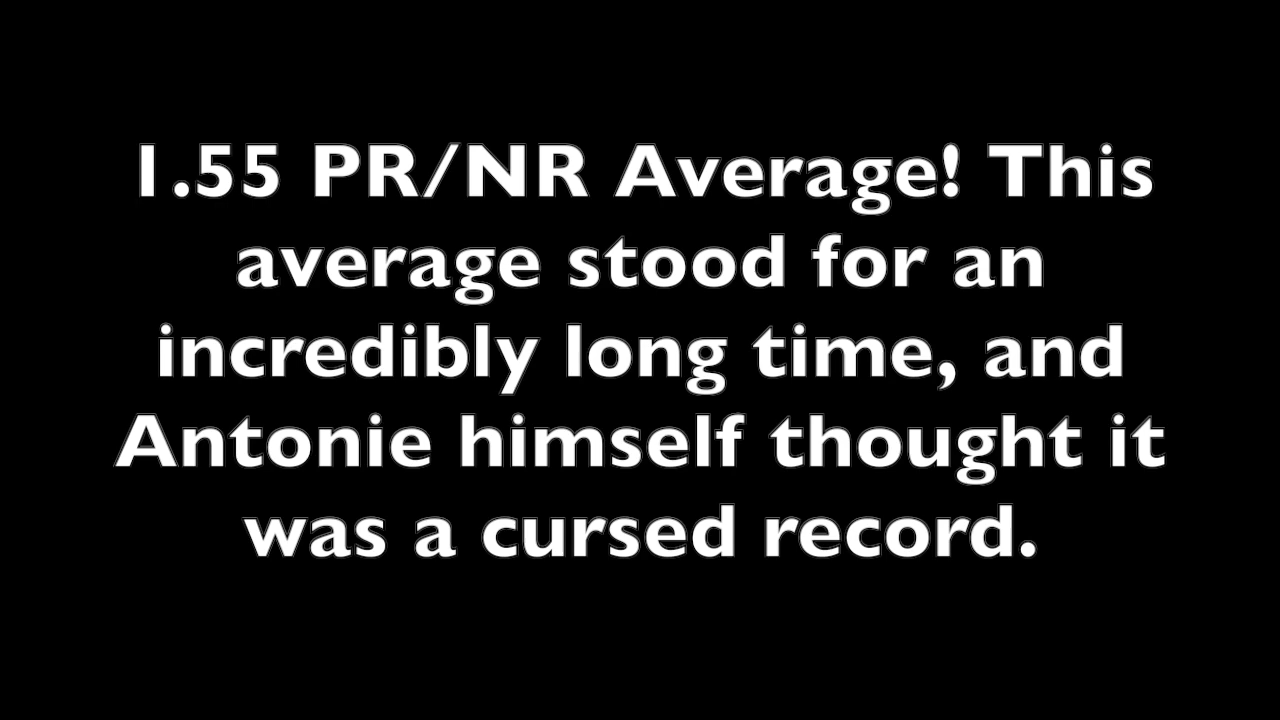 1.55 PR/NR Average! This
average stood for an
incredibly long time, and
Antonie himself thought it
was a cursed record.